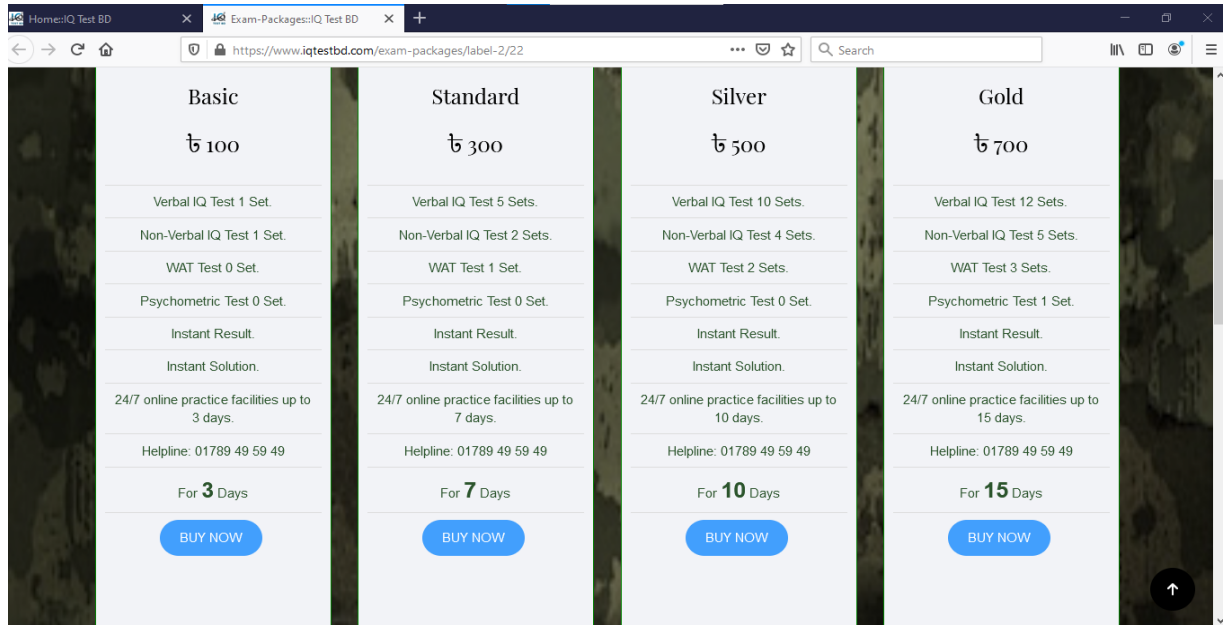 Home::IQ Test BD
Exam-Packages::IQ Test BD
https://www.iqtestbd.com/exam-packages/label-2/22
Search
Basic
৳ 100
Verbal IQ Test 1 Set.
Non-Verbal IQ Test 1 Set.
WAT Test 0 Set.
Psychometric Test 0 Set.
Instant Result.
Instant Solution.
24/7 online practice facilities up to
3 days.
Helpline: 01789 49 59 49
For 3 Days
BUY NOW
Standard
৳ 300
Verbal IQ Test 5 Sets.
Non-Verbal IQ Test 2 Sets.
WAT Test 1 Set.
Psychometric Test 0 Set.
Instant Result.
Instant Solution.
24/7 online practice facilities up to
7 days.
Helpline: 01789 49 59 49
For 7 Days
BUY NOW
Silver
৳ 500
Verbal IQ Test 10 Sets.
Non-Verbal IQ Test 4 Sets.
WAT Test 2 Sets.
Psychometric Test 0 Set.
Instant Result.
Instant Solution.
24/7 online practice facilities up to
10 days.
Helpline: 01789 49 59 49
For 10 Days
BUY NOW
Gold
৳ 700
Verbal IQ Test 12 Sets.
Non-Verbal IQ Test 5 Sets.
WAT Test 3 Sets.
Psychometric Test 1 Set.
Instant Result.
Instant Solution.
24/7 online practice facilities up to
15 days.
Helpline: 01789 49 59 49
For 15 Days
BUY NOW